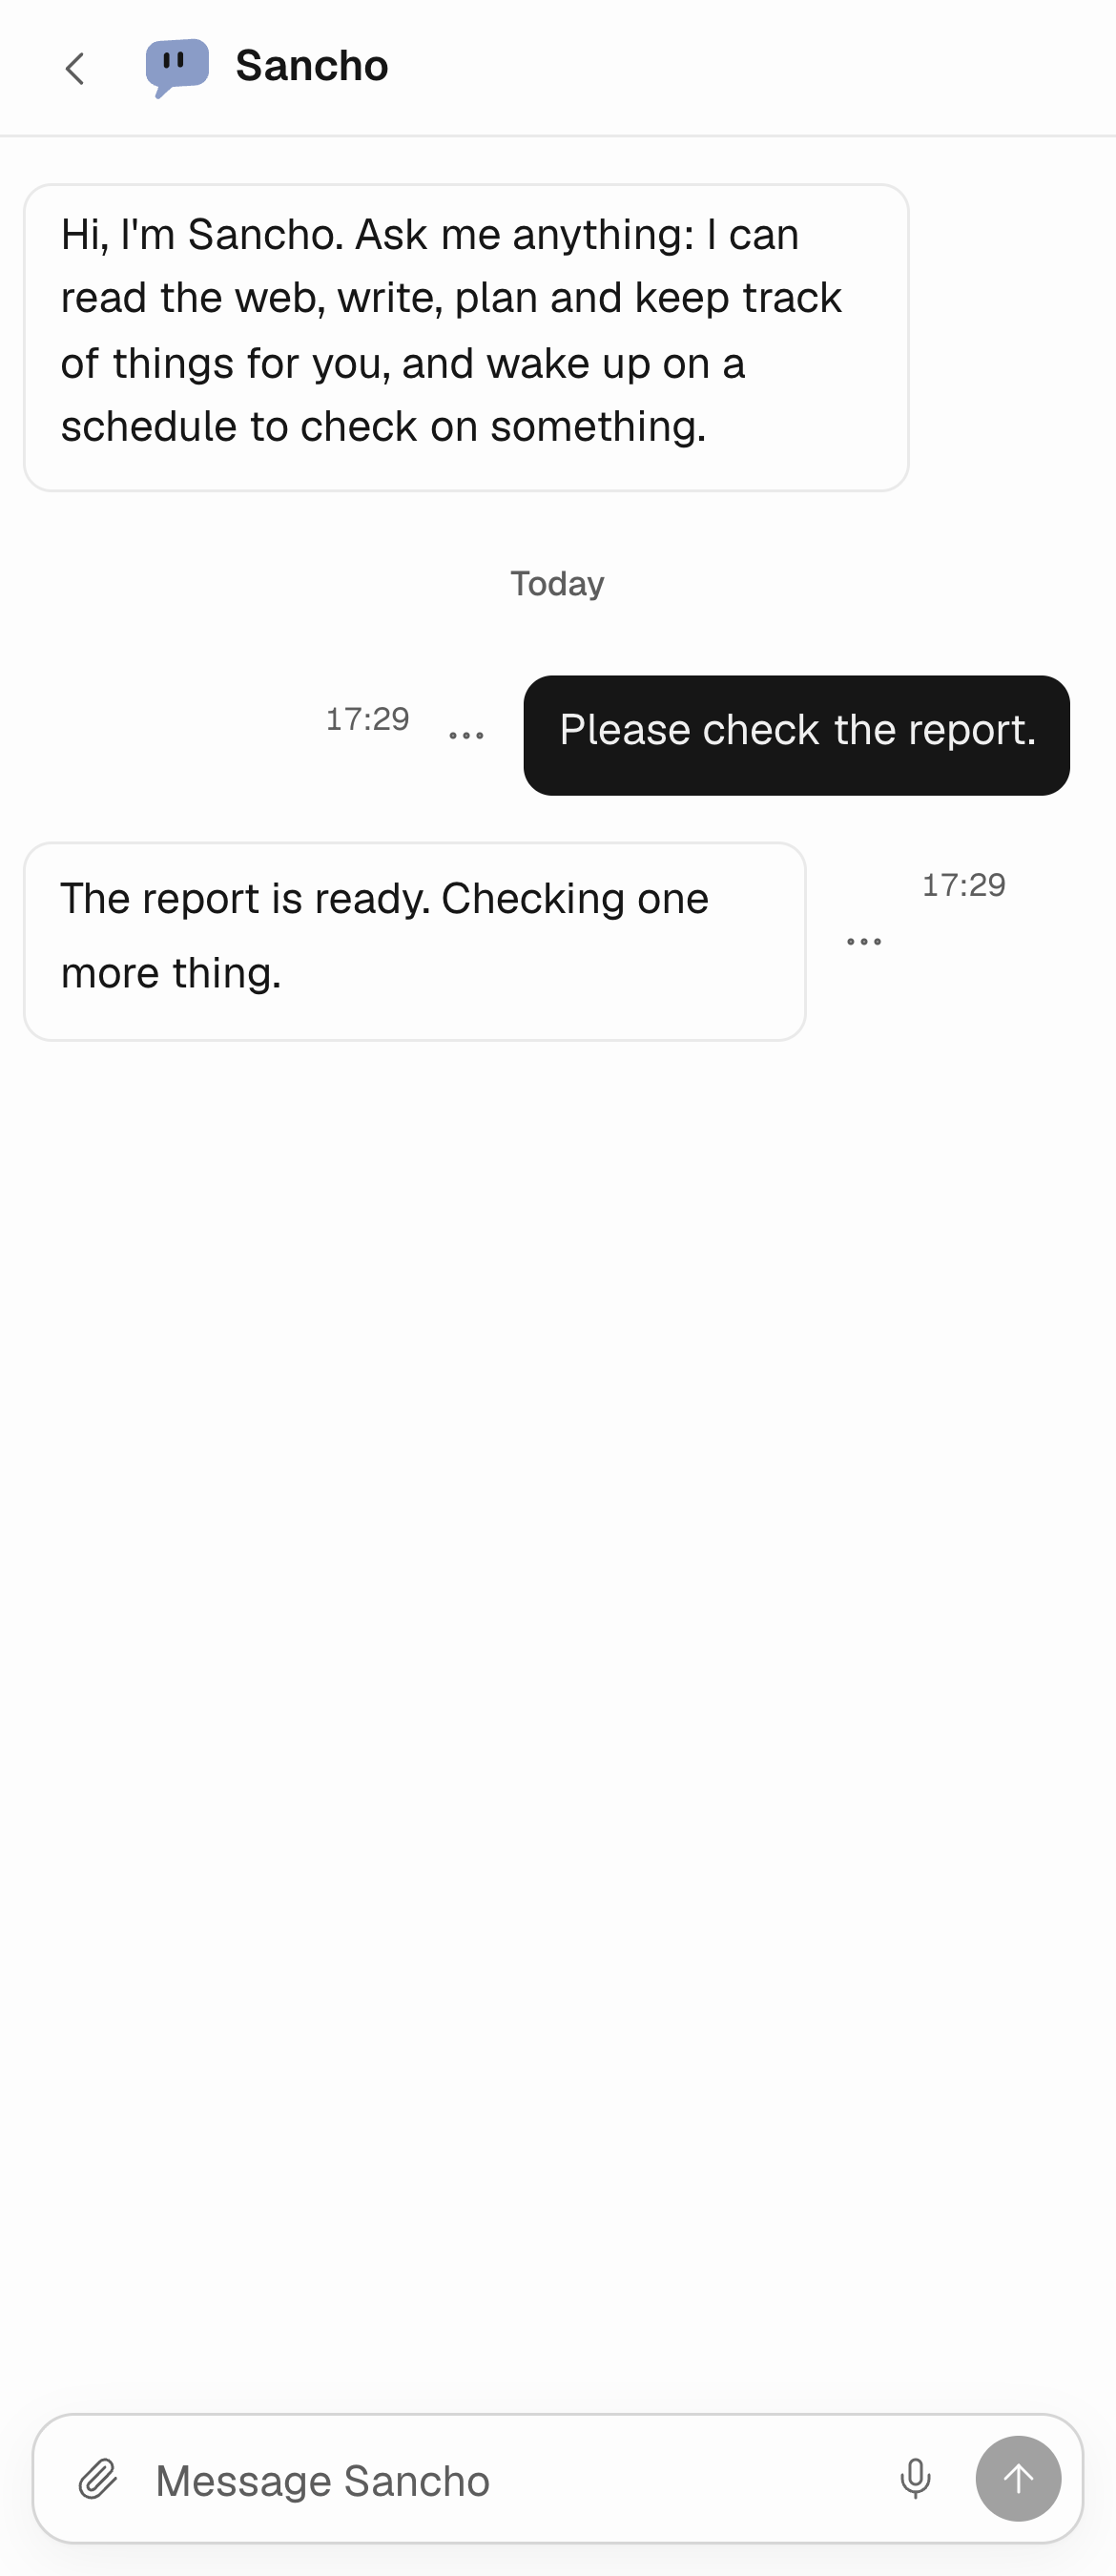 Sancho
Hi, I'm Sancho. Ask me anything: I can
read the web, write, plan and keep track
of things for you, and wake up on a
schedule to check on something.
Today
17:29
Please check the report.
The report is ready. Checking one
more thing.
17:29
Message Sancho